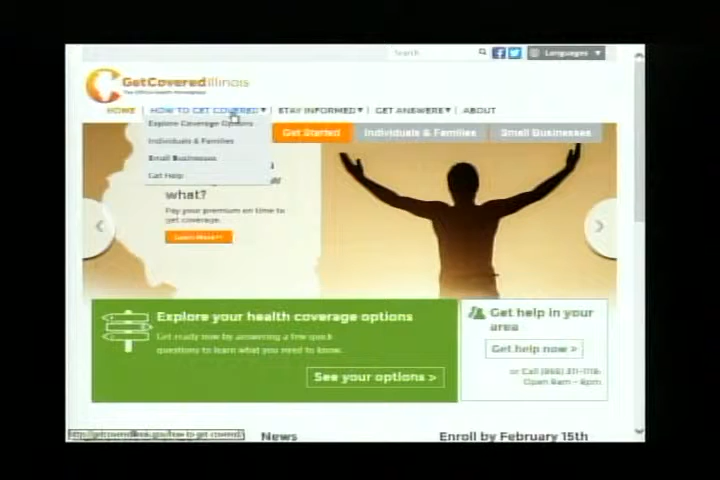 Search
Languages
GetCoveredIllinois
The Official Health Marketplace
HOME
HOW TO GET COVERED
STAY INFORMED
GET ANSWERS
ABOUT
Explore Coverage Options
Individuals & Families
Small Businesses
Get Help
Get Started
Individuals & Families
Small Businesses
what?
Pay your premium on time to
get coverage.
Learn More
Explore your health coverage options
Get ready now by answering a few quick
questions to learn what you need to know.
See your options >
Get help in your
area
Get help now >
or Call (866) 311-1119
Open 8am - 8pm
News
Enroll by February 15th